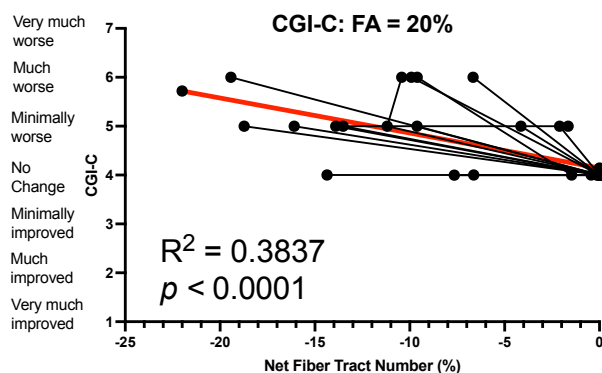 CGI-C: FA = 20%
Very much
worse
Much
worse
Minimally
worse
No
Change
Minimally
improved
Much
improved
Very much
improved
CGI-C
7
6
5
4
3
2
1
R² = 0.3837
p < 0.0001
-25
-20
-15
-10
-5
0
Net Fiber Tract Number (%)